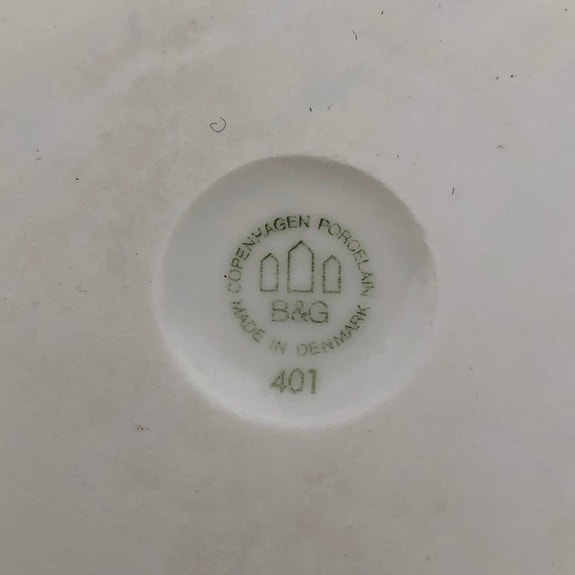 COPENHAGEN PORCELAIN
B&G
MADE IN DENMARK
401